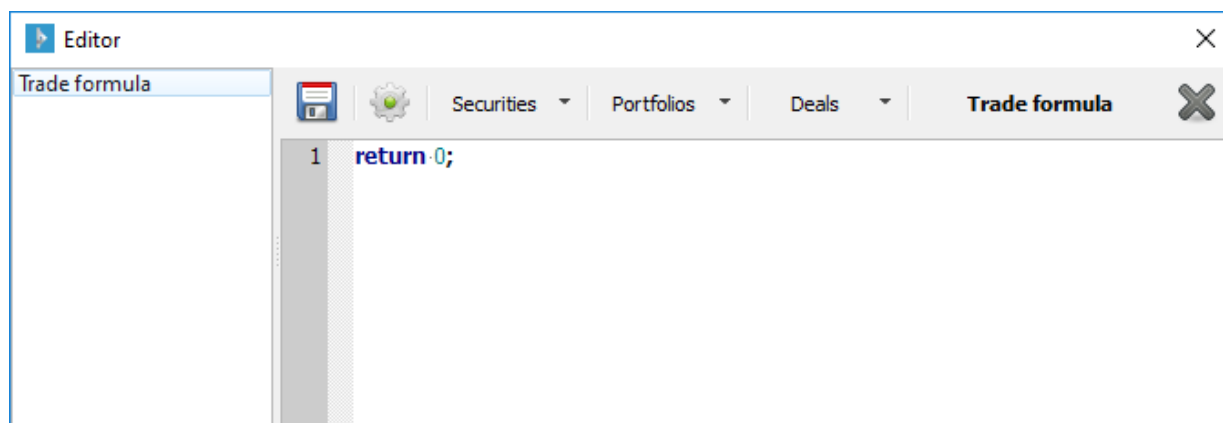 Editor
Trade formula
Securities Portfolios Deals Trade formula
1 return 0;